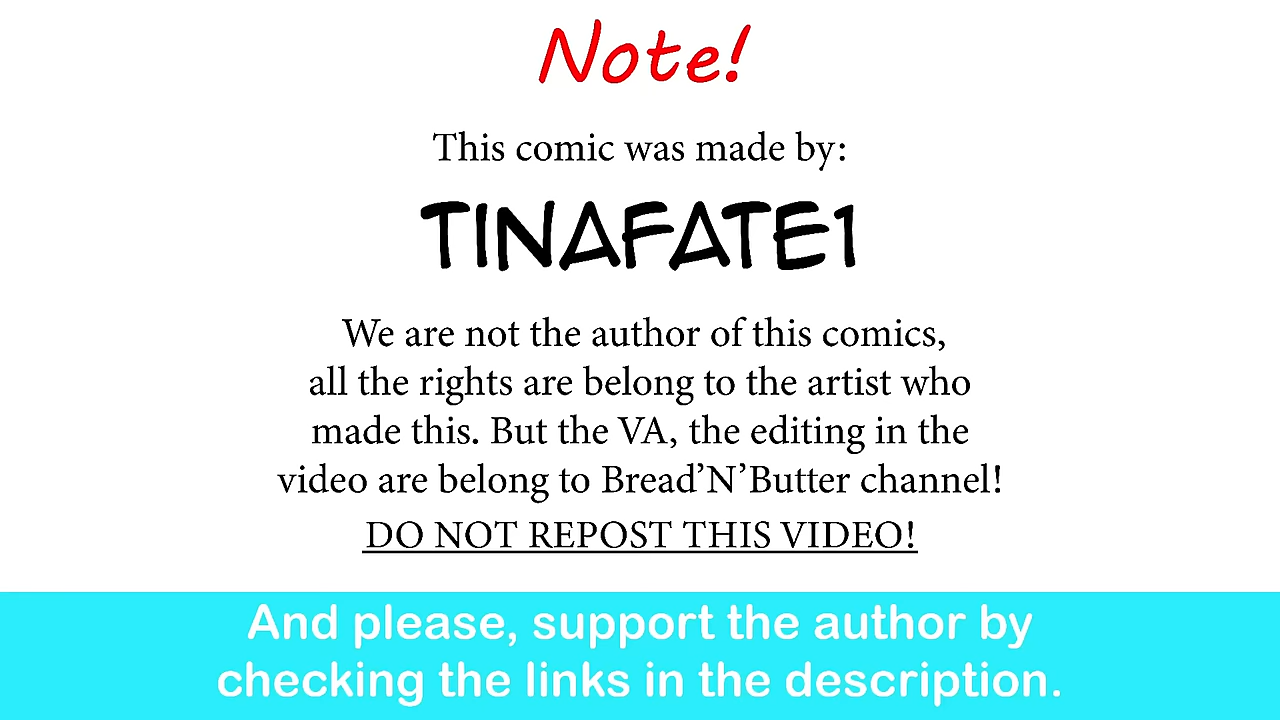 Note!
This comic was made by:
TINAFATE1
We are not the author of this comics,
all the rights are belong to the artist who
made this. But the VA, the editing in the
video are belong to Bread’N’Butter channel!
DO NOT REPOST THIS VIDEO!
And please, support the author by
checking the links in the description.